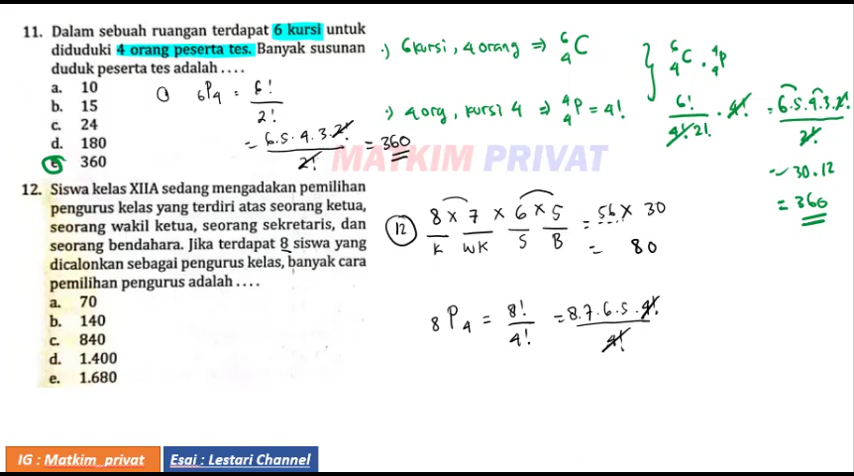 11. Dalam sebuah ruangan terdapat 6 kursi untuk
diduduki 4 orang peserta tes. Banyak susunan
duduk peserta tes adalah . . . .
a. 10
b. 15
c. 24
d. 180
e. 360
① ₆P₄ = 6! / 2!
= 6.5.4.3.2! / 2! = 360
·) 6 kursi, 4 orang ⇒ ⁶₄C
·) 4 org, kursi 4 ⇒ ⁴₄P = 4!
} ⁶₄C . ⁴₄P
6! / 4! 2! . 4! = 6.5.4.3.2! / 2!
~ 30.12
= 360
MATKIM PRIVAT
12. Siswa kelas XIIA sedang mengadakan pemilihan
pengurus kelas yang terdiri atas seorang ketua,
seorang wakil ketua, seorang sekretaris, dan
seorang bendahara. Jika terdapat 8 siswa yang
dicalonkan sebagai pengurus kelas, banyak cara
pemilihan pengurus adalah . . . .
a. 70
b. 140
c. 840
d. 1.400
e. 1.680
⑫ 8 × 7 × 6 × 5 = 56 × 30
K WK S B = 80
₈P₄ = 8! / 4! = 8.7.6.5.4! / 4!
IG : Matkim_privat
Esai : Lestari Channel